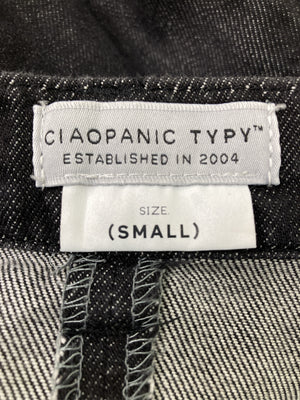 CIAOPANIC TYPY™
ESTABLISHED IN 2004
SIZE.
(SMALL)